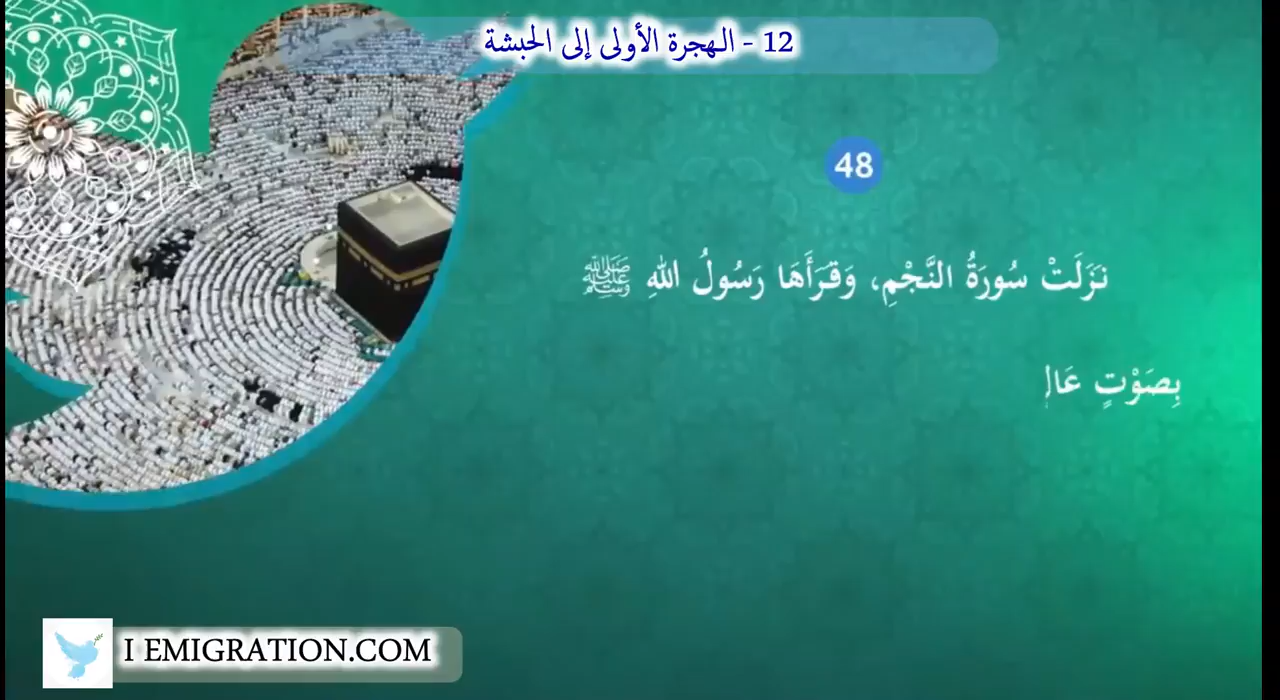 12 - الهجرة الأولى إلى الحبشة
48
نَزَلَتْ سُورَةُ النَّجْمِ، وَقَرَأَهَا رَسُولُ اللهِ ﷺ
بِصَوْتٍ عَالٍ
I EMIGRATION.COM